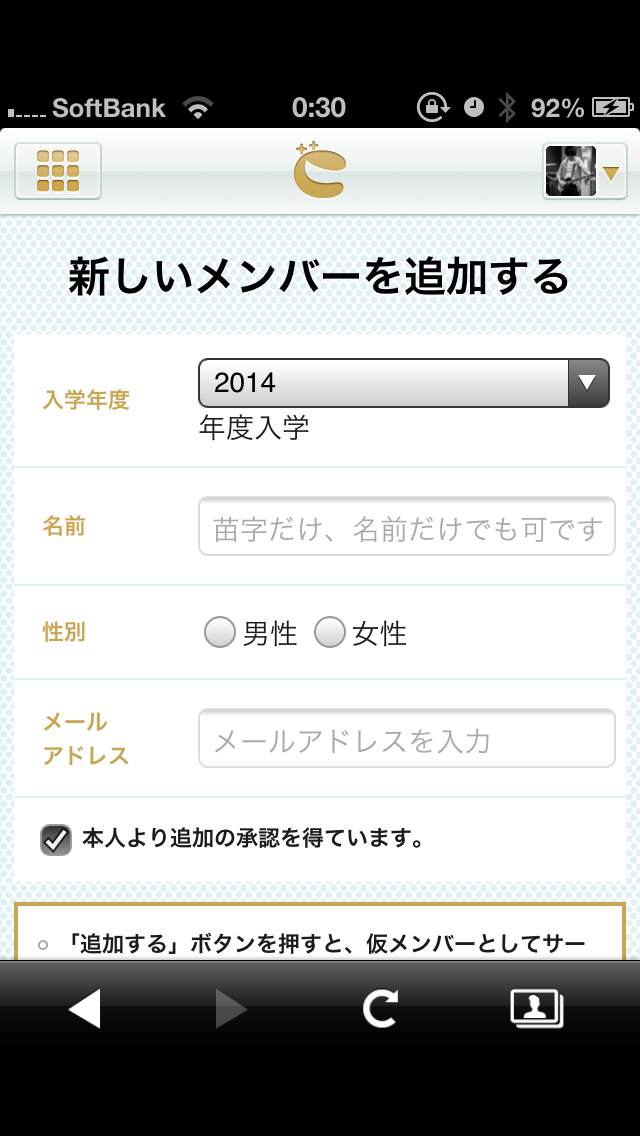 SoftBank 0:30 92%
新しいメンバーを追加する
入学年度
2014
年度入学
名前
苗字だけ、名前だけでも可です
性別
男性 女性
メール
アドレス
メールアドレスを入力
本人より追加の承認を得ています。
「追加する」ボタンを押すと、仮メンバーとしてサー